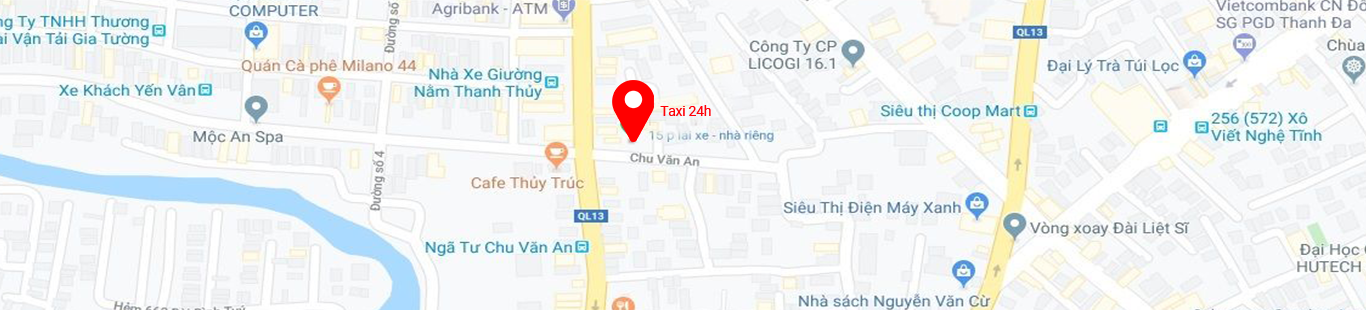 COMPUTER
Agribank - ATM
Vietcombank CN Đô
SG PGD Thanh Đa
Ty TNHH Thương
Vận Tải Gia Tường
Đường số 4
QL13
Công Ty CP
LICOGI 16.1
Chùa
Quán Cà phê Milano 44
Đại Lý Trà Túi Lọc
Nhà Xe Giường
Nằm Thanh Thủy
Xe Khách Yến Vân
Taxi 24h
Siêu thị Coop Mart
256 (572) Xô
Viết Nghệ Tĩnh
Mộc An Spa
15 p lái xe - nhà riêng
Chu Văn An
Đường số 4
Cafe Thủy Trúc
QL13
Siêu Thị Điện Máy Xanh
Vòng xoay Đài Liệt Sĩ
Ngã Tư Chu Văn An
Đại Học
HUTECH
Nhà sách Nguyễn Văn Cừ